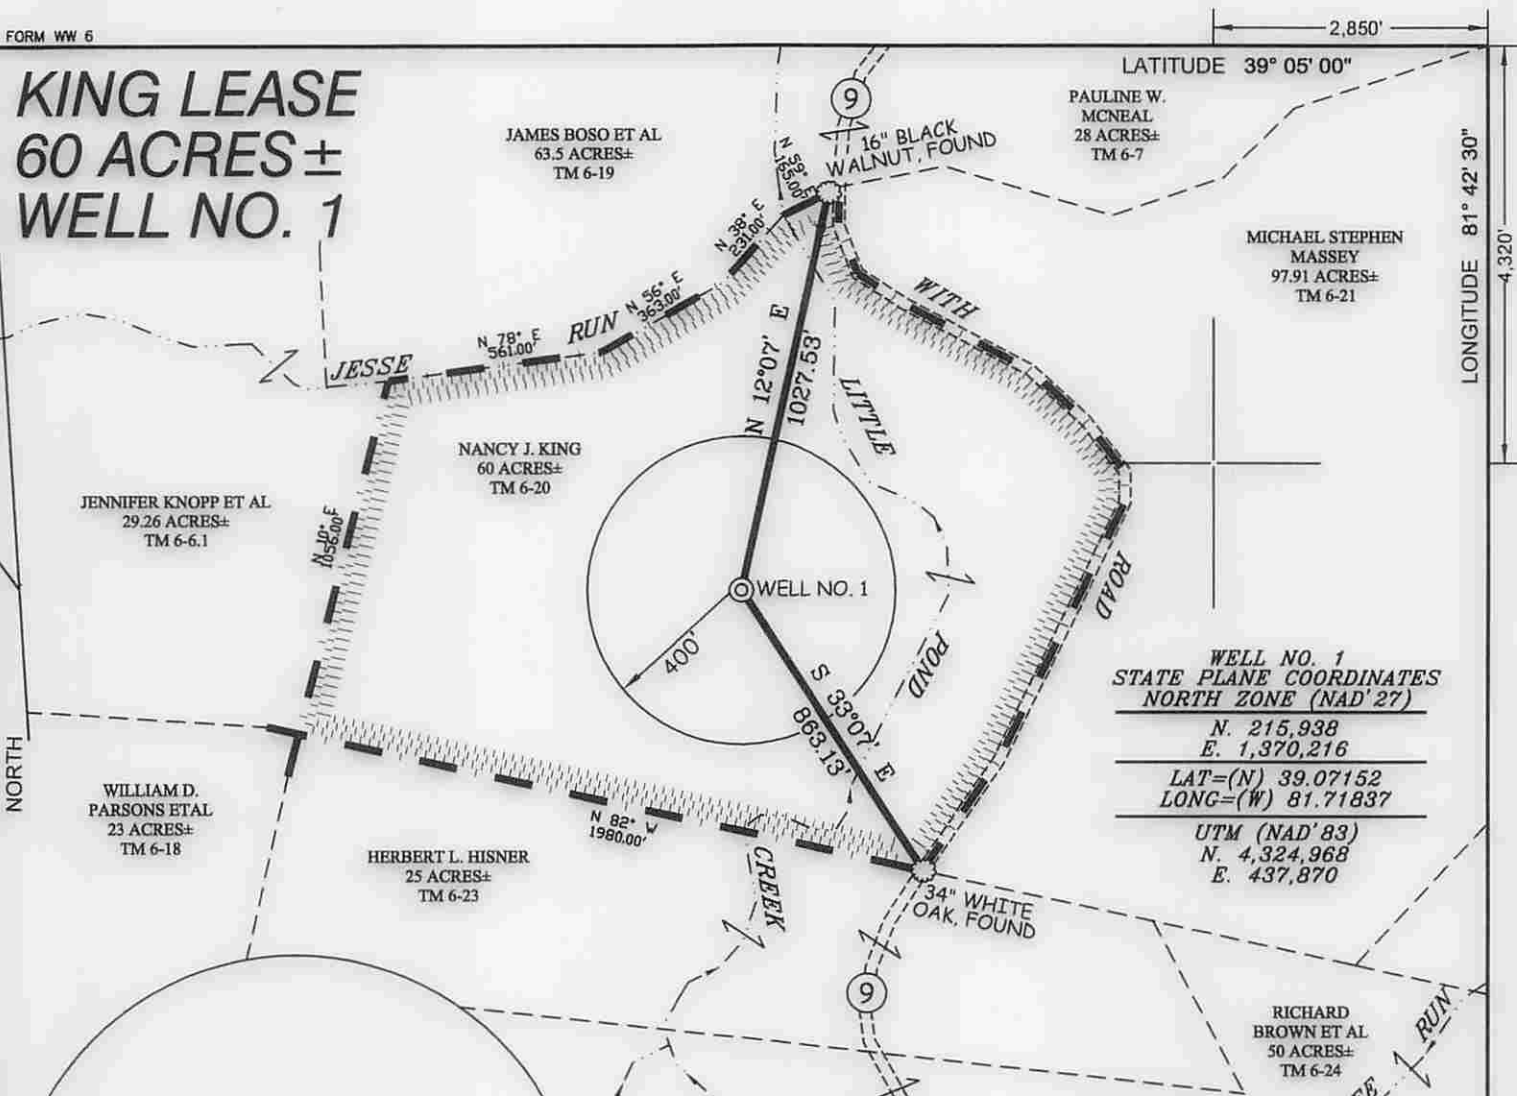 FORM WW 6
2,850'
KING LEASE
60 ACRES±
WELL NO. 1
LATITUDE 39° 05' 00"
LONGITUDE 81° 42' 30"
4,320'
JAMES BOSO ET AL
63.5 ACRES±
TM 6-19
9
16" BLACK
WALNUT, FOUND
PAULINE W.
MCNEAL
28 ACRES±
TM 6-7
MICHAEL STEPHEN
MASSEY
97.91 ACRES±
TM 6-21
N 59° E
165.00'
N 38° E
231.00'
N 56° E
363.00'
N 78° E
561.00'
JESSE
RUN
WITH
ROAD
N 12°07' E
1027.53'
LITTLE
POND
CREEK
NANCY J. KING
60 ACRES±
TM 6-20
JENNIFER KNOPP ET AL
29.26 ACRES±
TM 6-6.1
N 10° E
1056.00'
WELL NO. 1
400'
S 33°07' E
863.13'
WELL NO. 1
STATE PLANE COORDINATES
NORTH ZONE (NAD'27)
N. 215,938
E. 1,370,216
LAT=(N) 39.07152
LONG=(W) 81.71837
UTM (NAD'83)
N. 4,324,968
E. 437,870
NORTH
WILLIAM D.
PARSONS ETAL
23 ACRES±
TM 6-18
N 82° W
1980.00'
HERBERT L. HISNER
25 ACRES±
TM 6-23
34" WHITE
OAK, FOUND
9
RICHARD
BROWN ET AL
50 ACRES±
TM 6-24
RUN